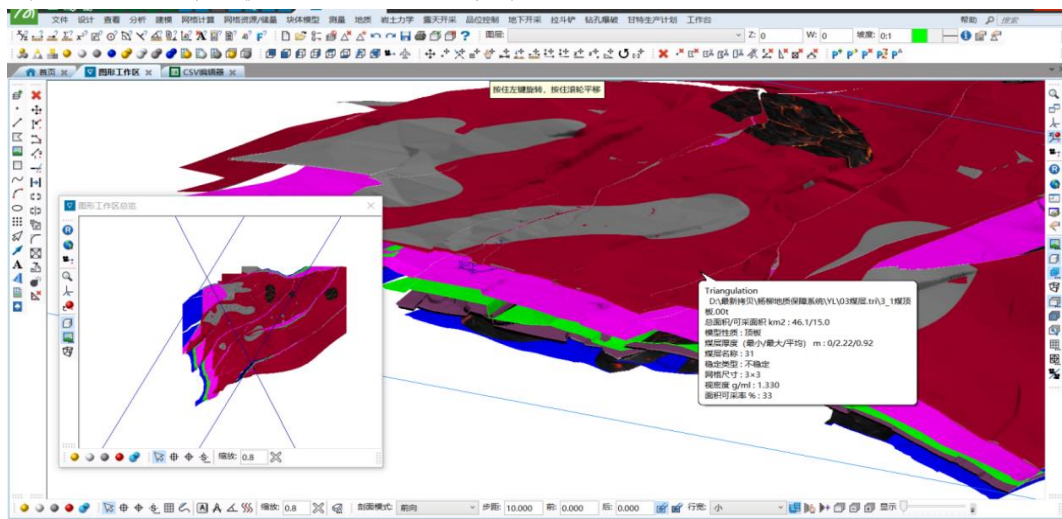 文件 设计 查看 分析 建模 网格计算 网格资源/储量 块体模型 测量 地质 岩土力学 露天开采 品位控制 地下开采 拉斗铲 钻孔爆破 甘特生产计划 工作台 帮助 搜索
图层: Z: 0 W: 0 坡度: 0:1
首页 图形工作区 CSV编辑器
按住左键旋转，按住滚轮平移
图形工作区总览
缩放: 0.8
Triangulation
D:\最新拷贝\杨柳地质保障系统\YL\03煤层.tri\3_1煤顶
板.00t
总面积/可采面积 km2 : 46.1/15.0
模型性质 : 顶板
煤层厚度（最小/最大/平均） m : 0/2.22/0.92
煤层名称 : 31
稳定类型 : 不稳定
网格尺寸 : 3×3
视密度 g/ml : 1.330
面积可采率 % : 33
缩放: 0.8 剖面模式: 前向 步距: 10.000 前: 0.000 后: 0.000 行宽: 小 显示